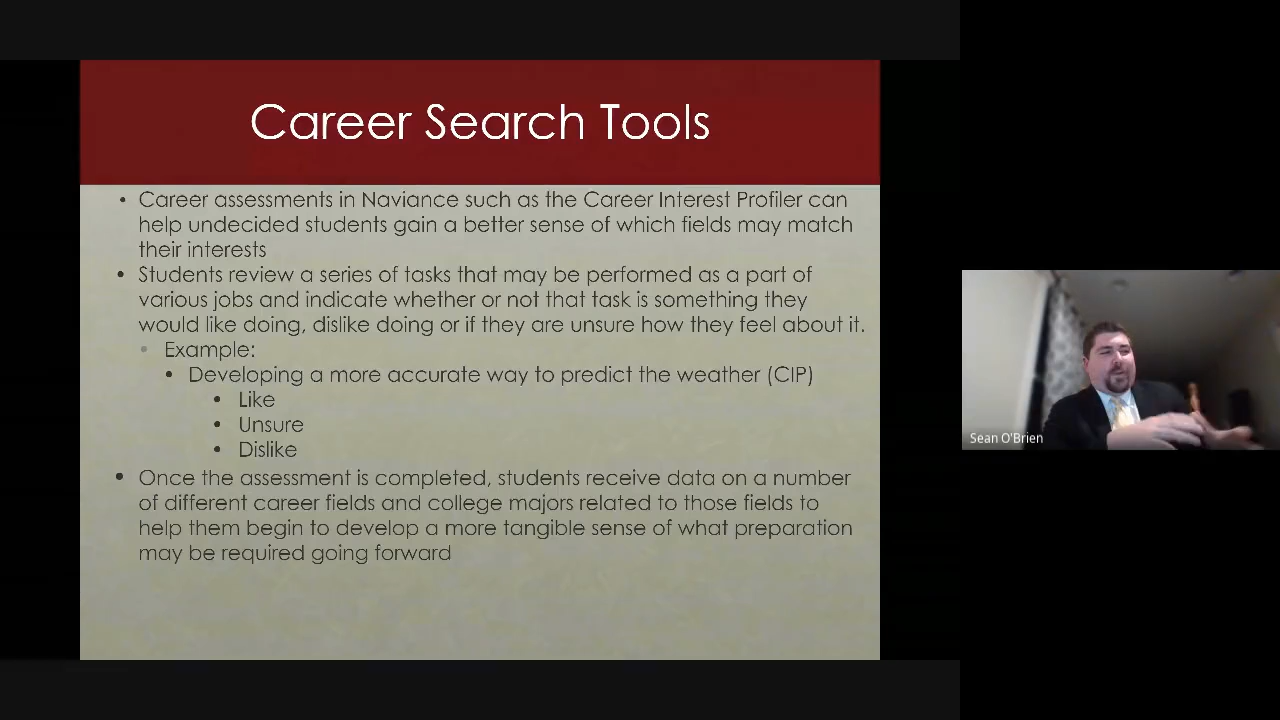 Career Search Tools
• Career assessments in Naviance such as the Career Interest Profiler can
help undecided students gain a better sense of which fields may match
their interests
• Students review a series of tasks that may be performed as a part of
various jobs and indicate whether or not that task is something they
would like doing, dislike doing or if they are unsure how they feel about it.
• Example:
• Developing a more accurate way to predict the weather (CIP)
• Like
• Unsure
• Dislike
• Once the assessment is completed, students receive data on a number
of different career fields and college majors related to those fields to
help them begin to develop a more tangible sense of what preparation
may be required going forward
Sean O'Brien